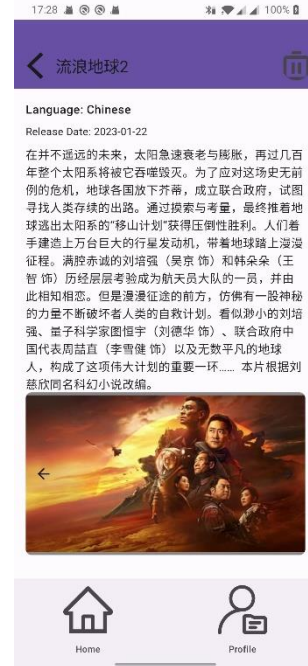 17:28
100%
流浪地球2
Language: Chinese
Release Date: 2023-01-22
在并不遥远的未来，太阳急速衰老与膨胀，再过几百
年整个太阳系将被它吞噬毁灭。为了应对这场史无前
例的危机，地球各国放下芥蒂，成立联合政府，试图
寻找人类存续的出路。通过摸索与考量，最终推着地
球逃出太阳系的“移山计划”获得压倒性胜利。人们着
手建造上万台巨大的行星发动机，带着地球踏上漫漫
征程。满腔赤诚的刘培强（吴京 饰）和韩朵朵（王
智 饰）历经层层考验成为航天员大队的一员，并由
此相知相恋。但是漫漫征途的前方，仿佛有一股神秘
的力量不断破坏者人类的自救计划。看似渺小的刘培
强、量子科学家图恒宇（刘德华 饰）、联合政府中
国代表周喆直（李雪健 饰）以及无数平凡的地球
人，构成了这项伟大计划的重要一环…… 本片根据刘
慈欣同名科幻小说改编。
Home
Profile